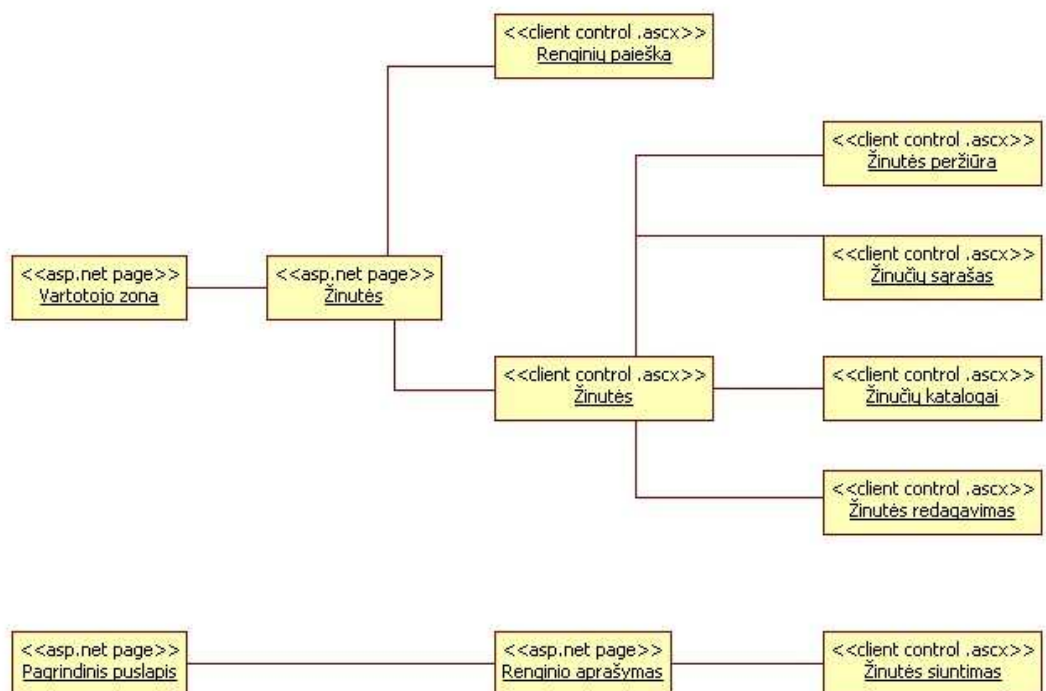 <<client control .ascx>>
Renginių paieška
<<client control .ascx>>
Žinutės peržiūra
<<client control .ascx>>
Žinučių sąrašas
<<asp.net page>>
Vartotojo zona
<<asp.net page>>
Žinutės
<<client control .ascx>>
Žinutės
<<client control .ascx>>
Žinučių katalogai
<<client control .ascx>>
Žinutės redagavimas
<<asp.net page>>
Pagrindinis puslapis
<<asp.net page>>
Renginio aprašymas
<<client control .ascx>>
Žinutės siuntimas